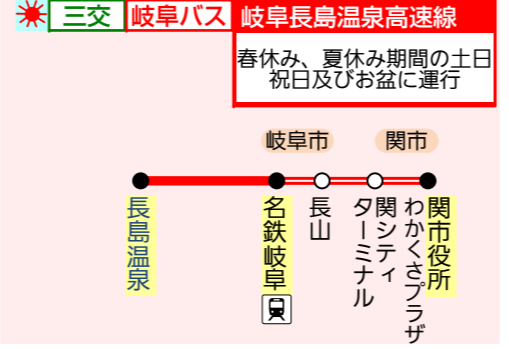 三交 岐阜バス 岐阜長島温泉高速線
春休み、夏休み期間の土日
祝日及びお盆に運行
岐阜市 関市
長島温泉
名鉄岐阜
長山
関シティ
ターミナル
関市役所
わかくさプラザ